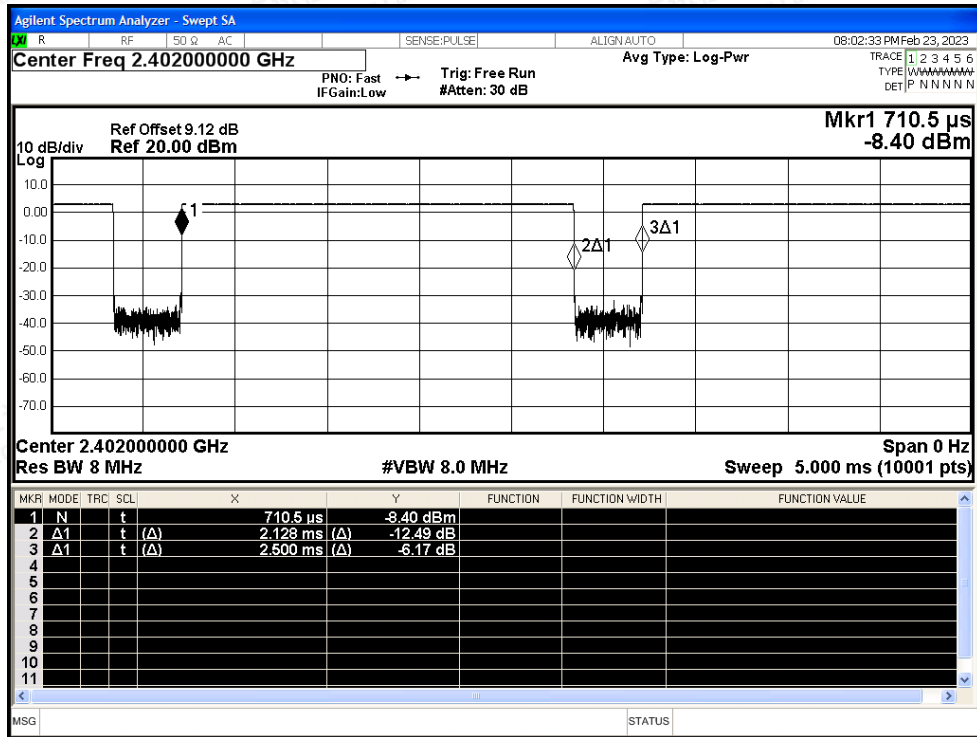 Agilent Spectrum Analyzer - Swept SA
LXI R RF 50 Ω AC SENSE:PULSE ALIGN AUTO 08:02:33 PM Feb 23, 2023
Center Freq 2.402000000 GHz Avg Type: Log-Pwr TRACE 1 2 3 4 5 6
PNO: Fast Trig: Free Run TYPE W
IFGain:Low #Atten: 30 dB DET P N N N N N
Mkr1 710.5 µs
Ref Offset 9.12 dB
10 dB/div Ref 20.00 dBm -8.40 dBm
Log
10.0
0.00 1
-10.0 2Δ1 3Δ1
-20.0
-30.0
-40.0
-50.0
-60.0
-70.0
Center 2.402000000 GHz Span 0 Hz
Res BW 8 MHz #VBW 8.0 MHz Sweep 5.000 ms (10001 pts)
MKR MODE TRC SCL X Y FUNCTION FUNCTION WIDTH FUNCTION VALUE
1 N t 710.5 µs -8.40 dBm
2 Δ1 t (Δ) 2.128 ms (Δ) -12.49 dB
3 Δ1 t (Δ) 2.500 ms (Δ) -6.17 dB
4
5
6
7
8
9
10
11
MSG STATUS